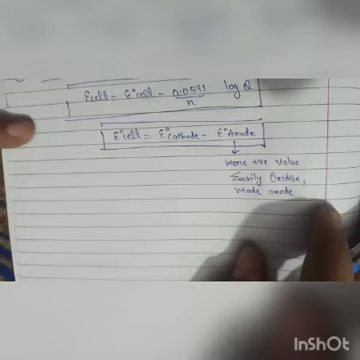 Ecell = E°cell - 0.0591/n log Q
E°cell = E°Cathode - E°Anode
More +ve value
Easily Oxidise,
Made anode
InShOt